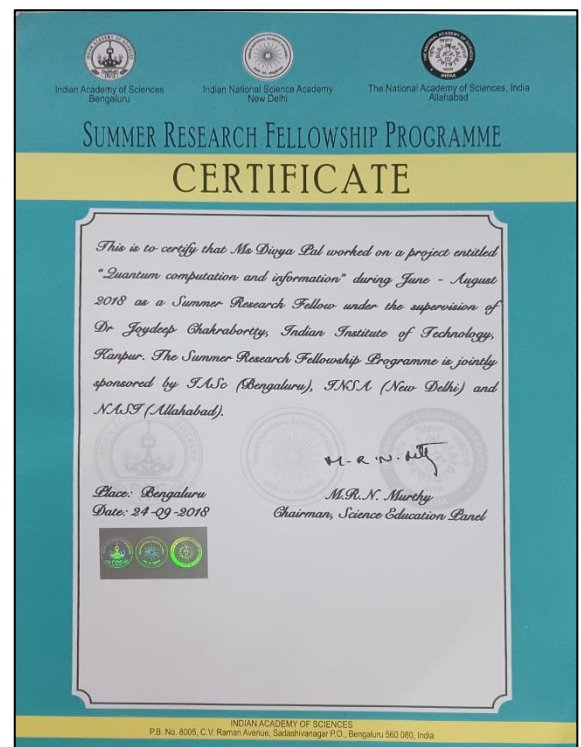 Indian Academy of Sciences
Bengaluru
Indian National Science Academy
New Delhi
The National Academy of Sciences, India
Allahabad
SUMMER RESEARCH FELLOWSHIP PROGRAMME
CERTIFICATE
This is to certify that Ms Divya Pal worked on a project entitled
"Quantum computation and information" during June - August
2018 as a Summer Research Fellow under the supervision of
Dr Joydeep Chakrabortty, Indian Institute of Technology,
Kanpur. The Summer Research Fellowship Programme is jointly
sponsored by IASc (Bengaluru), INSA (New Delhi) and
NASI (Allahabad).
M. R. N. Murthy
Place: Bengaluru
Date: 24-09-2018
M.R.N. Murthy
Chairman, Science Education Panel
INDIAN ACADEMY OF SCIENCES
P.B. No. 8005, C.V. Raman Avenue, Sadashivanagar P.O., Bengaluru 560 080, India